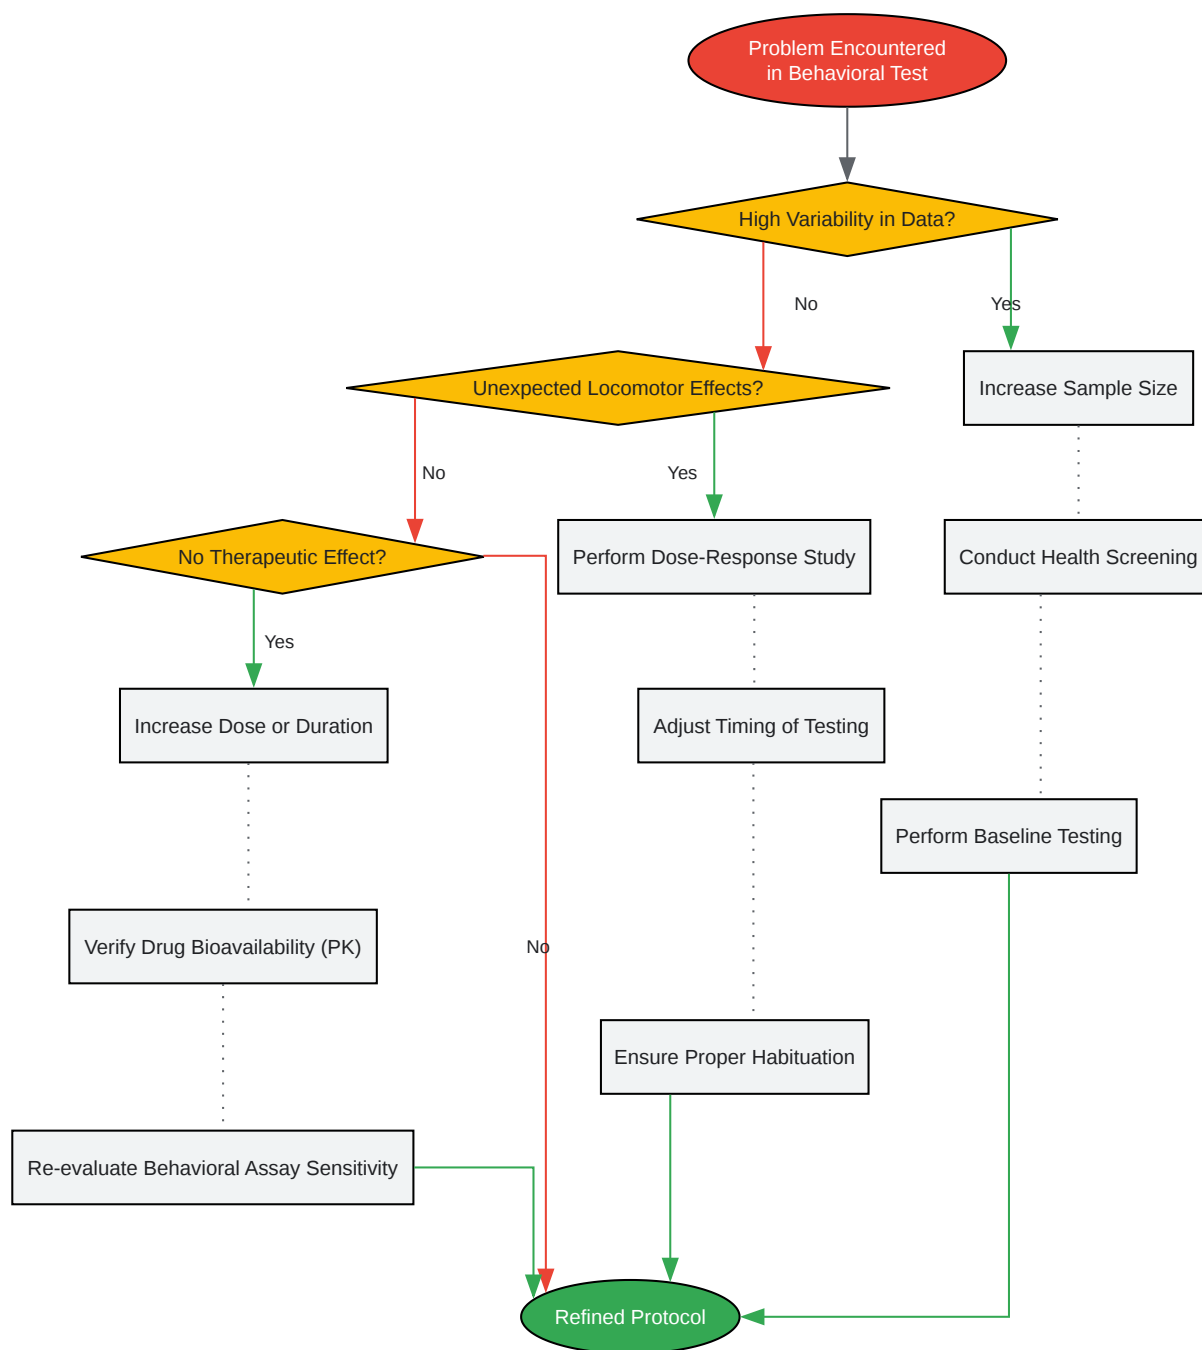 Problem Encountered
in Behavioral Test
High Variability in Data?
No
Yes
Unexpected Locomotor Effects?
Increase Sample Size
No
Yes
No Therapeutic Effect?
Perform Dose-Response Study
Conduct Health Screening
Yes
Increase Dose or Duration
Adjust Timing of Testing
Perform Baseline Testing
Verify Drug Bioavailability (PK)
No
Ensure Proper Habituation
Re-evaluate Behavioral Assay Sensitivity
Refined Protocol